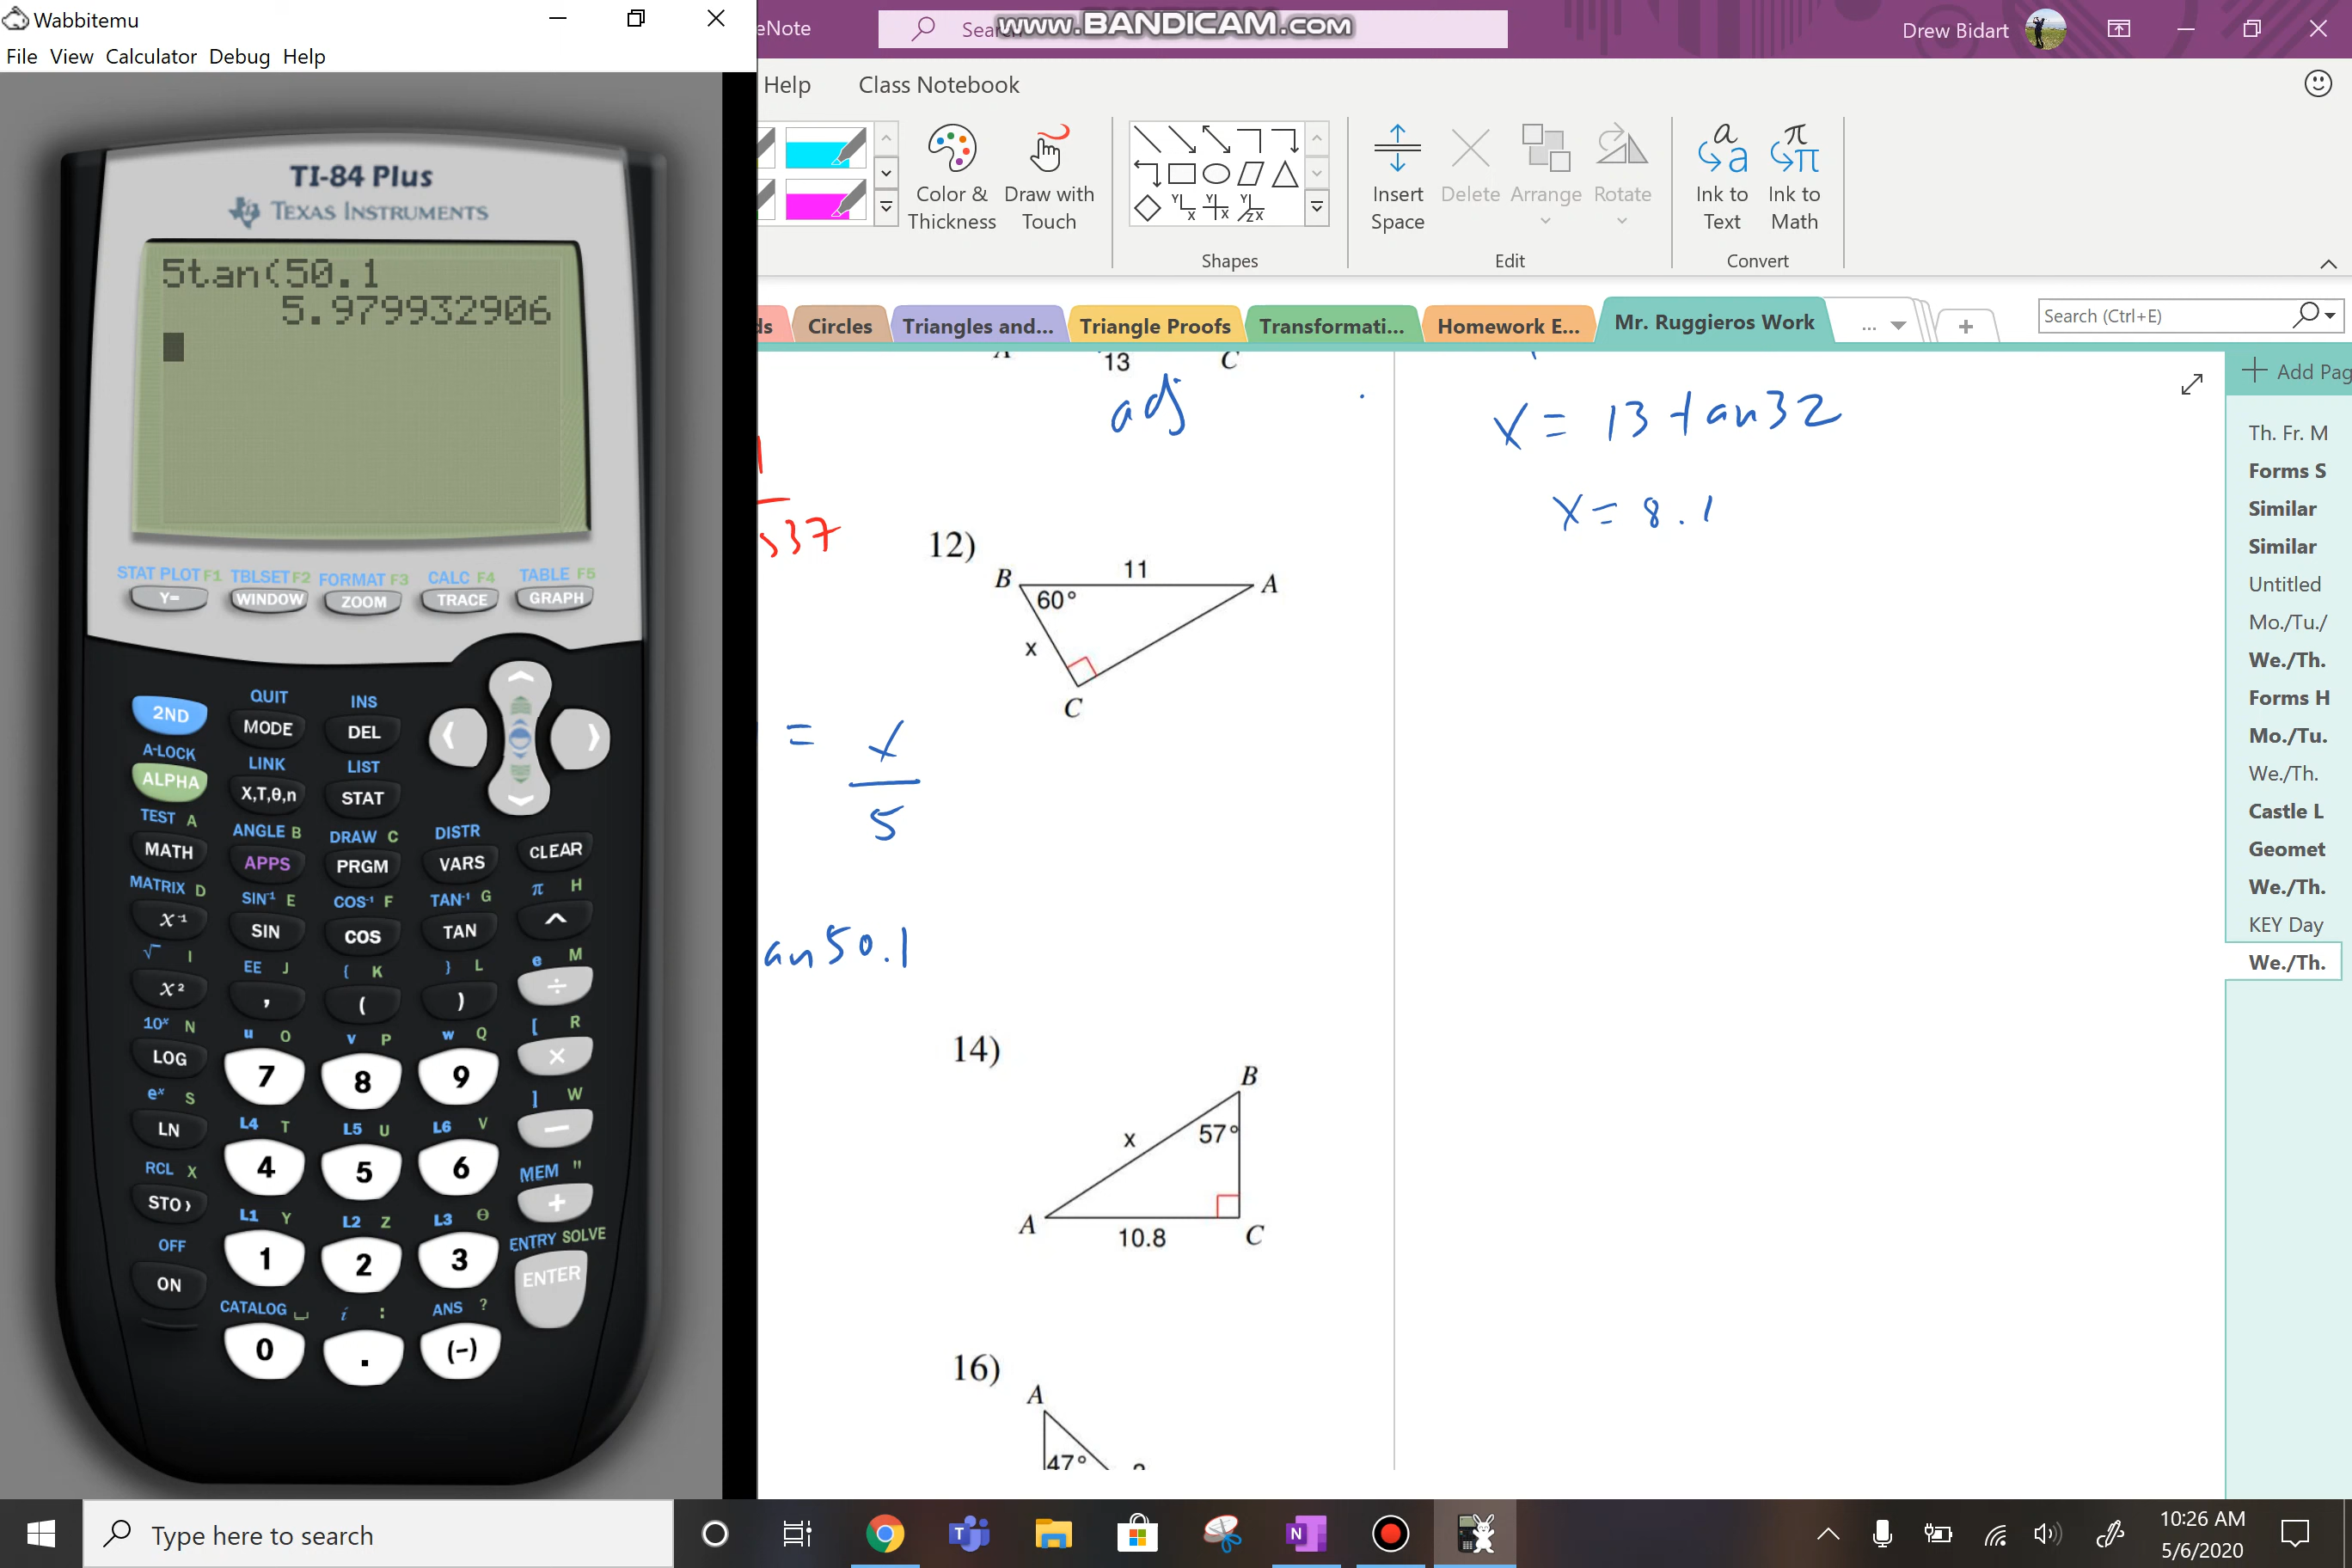 Wabbitemu
File View Calculator Debug Help
TI-84 Plus
TEXAS INSTRUMENTS
5tan(50.1
5.979932906
STAT PLOT F1 TBLSET F2 FORMAT F3 CALC F4 TABLE F5
Y= WINDOW ZOOM TRACE GRAPH
QUIT INS
2ND MODE DEL
A-LOCK LINK LIST
ALPHA X,T,θ,n STAT
TEST A ANGLE B DRAW C DISTR
MATH APPS PRGM VARS CLEAR
MATRIX D SIN⁻¹ E COS⁻¹ F TAN⁻¹ G π H
x⁻¹ SIN COS TAN ^
√ I EE J { K } L e M
x² , ( ) ÷
10ˣ N u O v P w Q [ R
LOG 7 8 9 ×
eˣ S L4 T L5 U L6 V ] W
LN 4 5 6 −
RCL X L1 Y L2 Z L3 θ MEM "
STO› 1 2 3 +
OFF CATALOG i : ANS ? ENTRY SOLVE
ON 0 . (-) ENTER
eNote
Sear
www.BANDICAM.com
Drew Bidart
Help Class Notebook
Color & Thickness
Draw with Touch
Shapes
Insert Space
Delete Arrange Rotate
Edit
Ink to Text
Ink to Math
Convert
ds Circles Triangles and... Triangle Proofs Transformati... Homework E... Mr. Ruggieros Work ... +
Search (Ctrl+E)
13 C
adj
x = 13 tan32
x = 8.1
s37
12)
B 11 A
60°
x
C
= x
5
an50.1
14)
B
x 57°
A 10.8 C
16)
A
47°
Add Pag
Th. Fr. M
Forms S
Similar
Similar
Untitled
Mo./Tu./
We./Th.
Forms H
Mo./Tu.
We./Th.
Castle L
Geomet
We./Th.
KEY Day
We./Th.
Type here to search
10:26 AM
5/6/2020